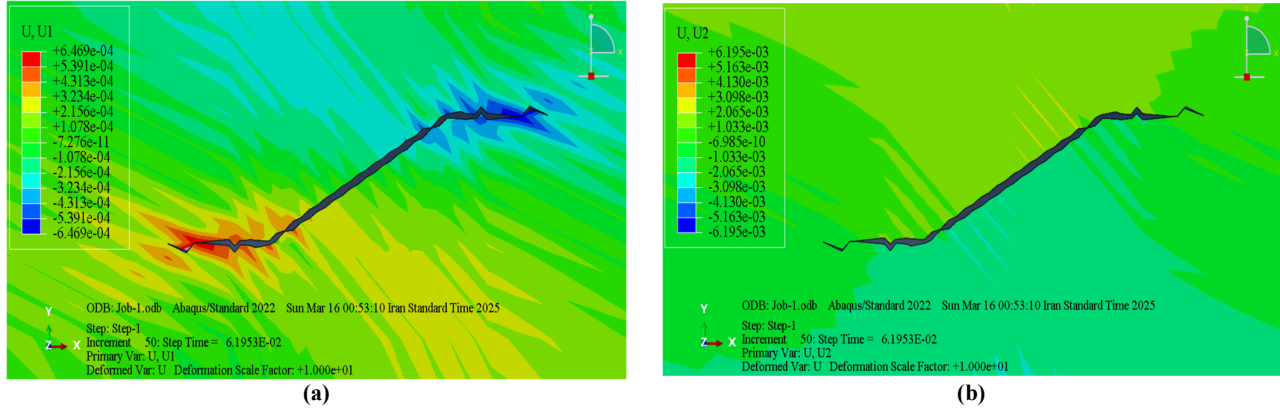 U, U1
+6.469e-04
+5.391e-04
+4.313e-04
+3.234e-04
+2.156e-04
+1.078e-04
-7.276e-11
-1.078e-04
-2.156e-04
-3.234e-04
-4.313e-04
-5.391e-04
-6.469e-04
Y
X
Z
ODB: Job-1.odb Abaqus/Standard 2022 Sun Mar 16 00:53:10 Iran Standard Time 2025
Y
Z X
Step: Step-1
Increment 50: Step Time = 6.1953E-02
Primary Var: U, U1
Deformed Var: U Deformation Scale Factor: +1.000e+01
(a)
U, U2
+6.195e-03
+5.163e-03
+4.130e-03
+3.098e-03
+2.065e-03
+1.033e-03
-6.985e-10
-1.033e-03
-2.065e-03
-3.098e-03
-4.130e-03
-5.163e-03
-6.195e-03
Y
X
Z
ODB: Job-1.odb Abaqus/Standard 2022 Sun Mar 16 00:53:10 Iran Standard Time 2025
Y
Z X
Step: Step-1
Increment 50: Step Time = 6.1953E-02
Primary Var: U, U2
Deformed Var: U Deformation Scale Factor: +1.000e+01
(b)